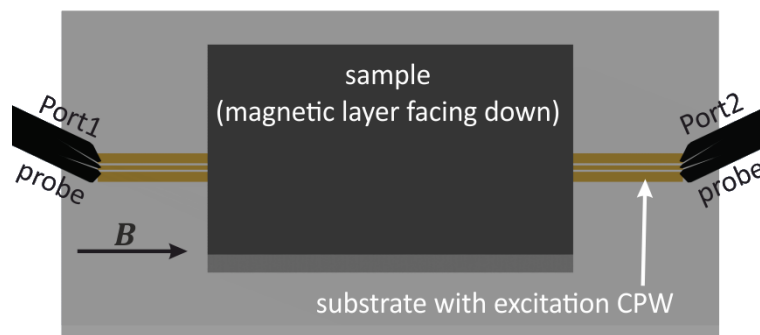 sample
(magnetic layer facing down)
Port1
probe
Port2
probe
B
substrate with excitation CPW